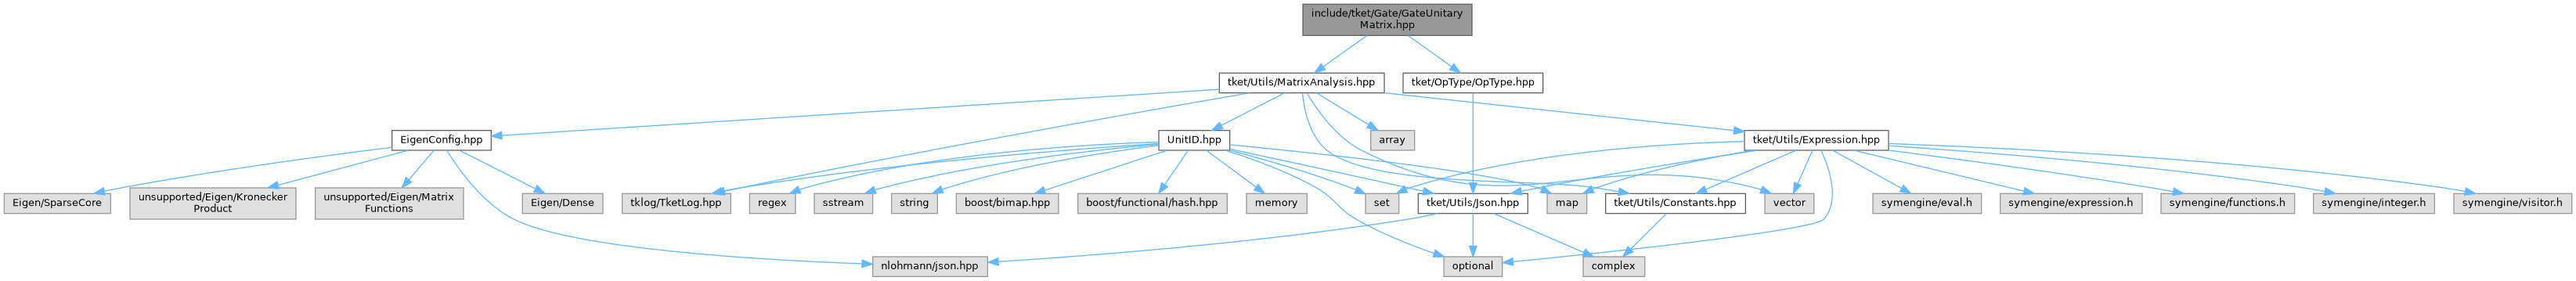 include/tket/Gate/GateUnitary
Matrix.hpp
tket/Utils/MatrixAnalysis.hpp
tket/OpType/OpType.hpp
EigenConfig.hpp
UnitID.hpp
array
tket/Utils/Expression.hpp
Eigen/SparseCore
unsupported/Eigen/Kronecker
Product
unsupported/Eigen/Matrix
Functions
Eigen/Dense
tklog/TketLog.hpp
regex
sstream
string
boost/bimap.hpp
boost/functional/hash.hpp
memory
set
tket/Utils/Json.hpp
map
tket/Utils/Constants.hpp
vector
symengine/eval.h
symengine/expression.h
symengine/functions.h
symengine/integer.h
symengine/visitor.h
nlohmann/json.hpp
optional
complex